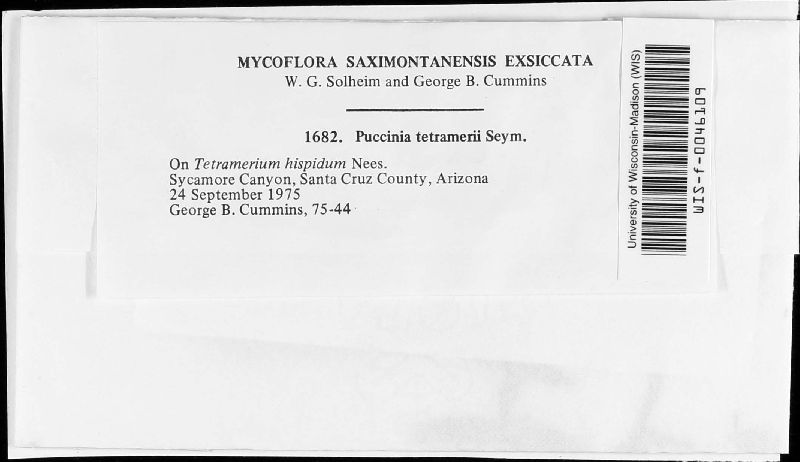 MYCOFLORA SAXIMONTANENSIS EXSICCATA
W. G. Solheim and George B. Cummins
1682. Puccinia tetramerii Seym.
On Tetramerium hispidum Nees.
Sycamore Canyon, Santa Cruz County, Arizona
24 September 1975
George B. Cummins, 75-44
University of Wisconsin-Madison (WIS)
WIS-f-0046109